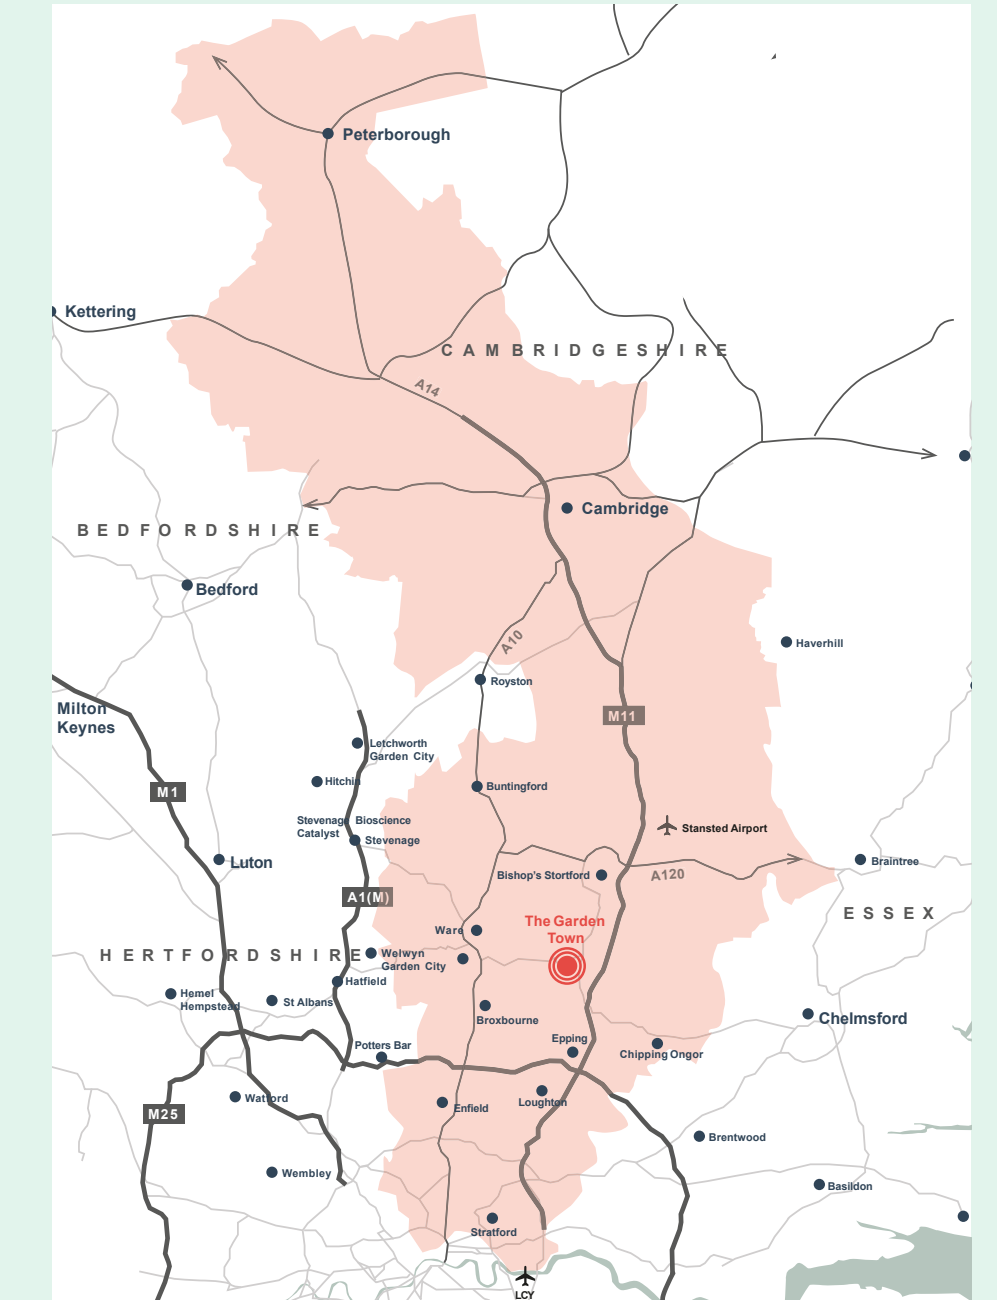 Peterborough
Kettering
CAMBRIDGESHIRE
A14
Cambridge
BEDFORDSHIRE
Bedford
Haverhill
A10
Royston
Milton
Keynes
M11
Letchworth
Garden City
Hitchin
Buntingford
M1
Stevenage Bioscience
Catalyst
Stevenage
Stansted Airport
Luton
Braintree
Bishop's Stortford
A120
A1(M)
ESSEX
The Garden
Town
Ware
HERTFORDSHIRE
Welwyn
Garden City
Hatfield
Hemel
Hempstead
St Albans
Broxbourne
Chelmsford
Epping
Potters Bar
Chipping Ongor
Watford
Enfield
Loughton
M25
Brentwood
Wembley
Basildon
Stratford
LCY